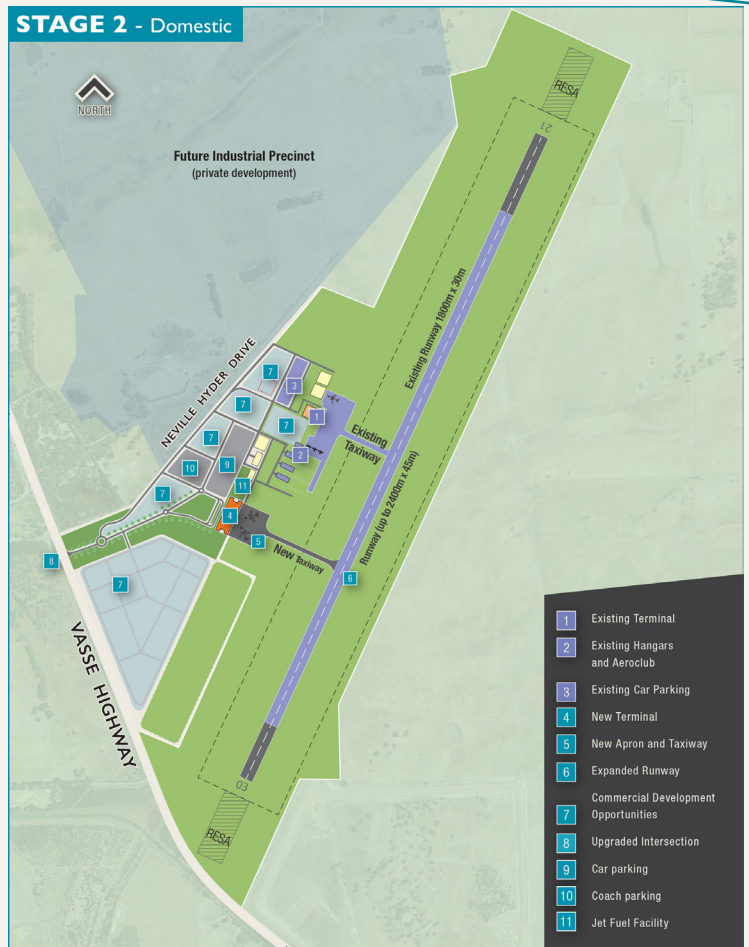 STAGE 2 - Domestic
NORTH
Future Industrial Precinct
(private development)
RESA
21
Existing Runway 1800m x 30m
NEVILLE HYDER DRIVE
7
3
7
1
7
7
Existing
Taxiway
2
9
10
11
7
4
Runway (up to 2400m x 45m)
5
New Taxiway
8
6
7
VASSE HIGHWAY
03
RESA
1 Existing Terminal
2 Existing Hangars
and Aeroclub
3 Existing Car Parking
4 New Terminal
5 New Apron and Taxiway
6 Expanded Runway
7 Commercial Development
Opportunities
8 Upgraded Intersection
9 Car parking
10 Coach parking
11 Jet Fuel Facility